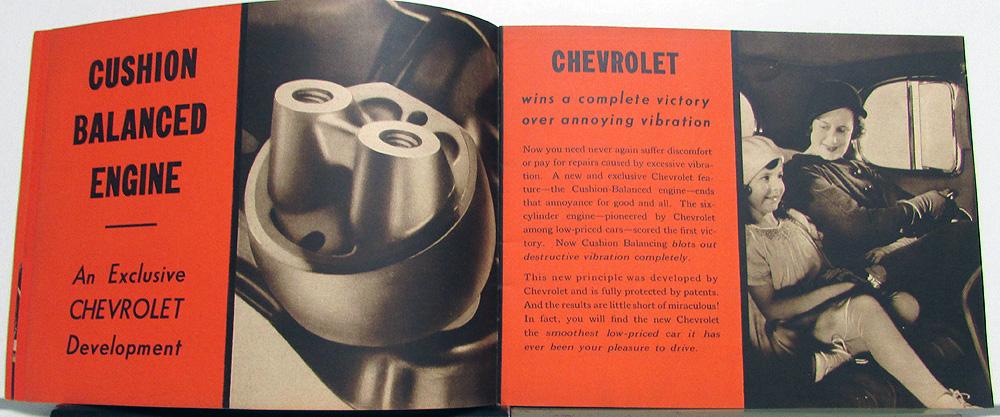 CUSHION
BALANCED
ENGINE
An Exclusive
CHEVROLET
Development
CHEVROLET
wins a complete victory
over annoying vibration
Now you need never again suffer discomfort
or pay for repairs caused by excessive vibra-
tion. A new and exclusive Chevrolet fea-
ture—the Cushion-Balanced engine—ends
that annoyance for good and all. The six-
cylinder engine—pioneered by Chevrolet
among low-priced cars—scored the first vic-
tory. Now Cushion Balancing blots out
destructive vibration completely.
This new principle was developed by
Chevrolet and is fully protected by patents.
And the results are little short of miraculous!
In fact, you will find the new Chevrolet
the smoothest low-priced car it has
ever been your pleasure to drive.